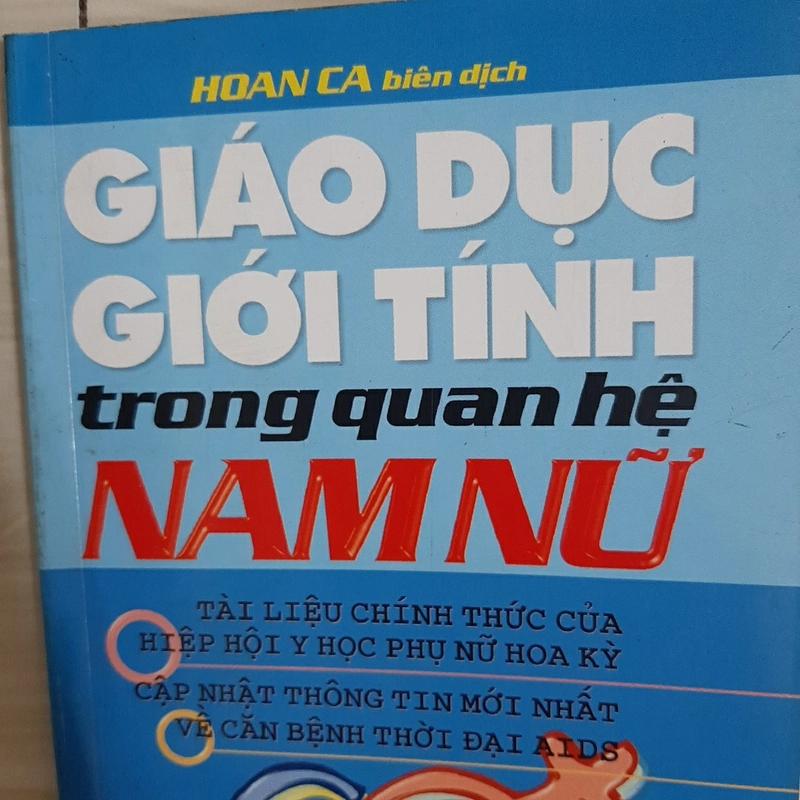 HOAN CA biên dịch
GIÁO DỤC
GIỚI TÍNH
trong quan hệ
NAM NỮ
TÀI LIỆU CHÍNH THỨC CỦA
HIỆP HỘI Y HỌC PHỤ NỮ HOA KỲ
CẬP NHẬT THÔNG TIN MỚI NHẤT
VỀ CĂN BỆNH THỜI ĐẠI AIDS